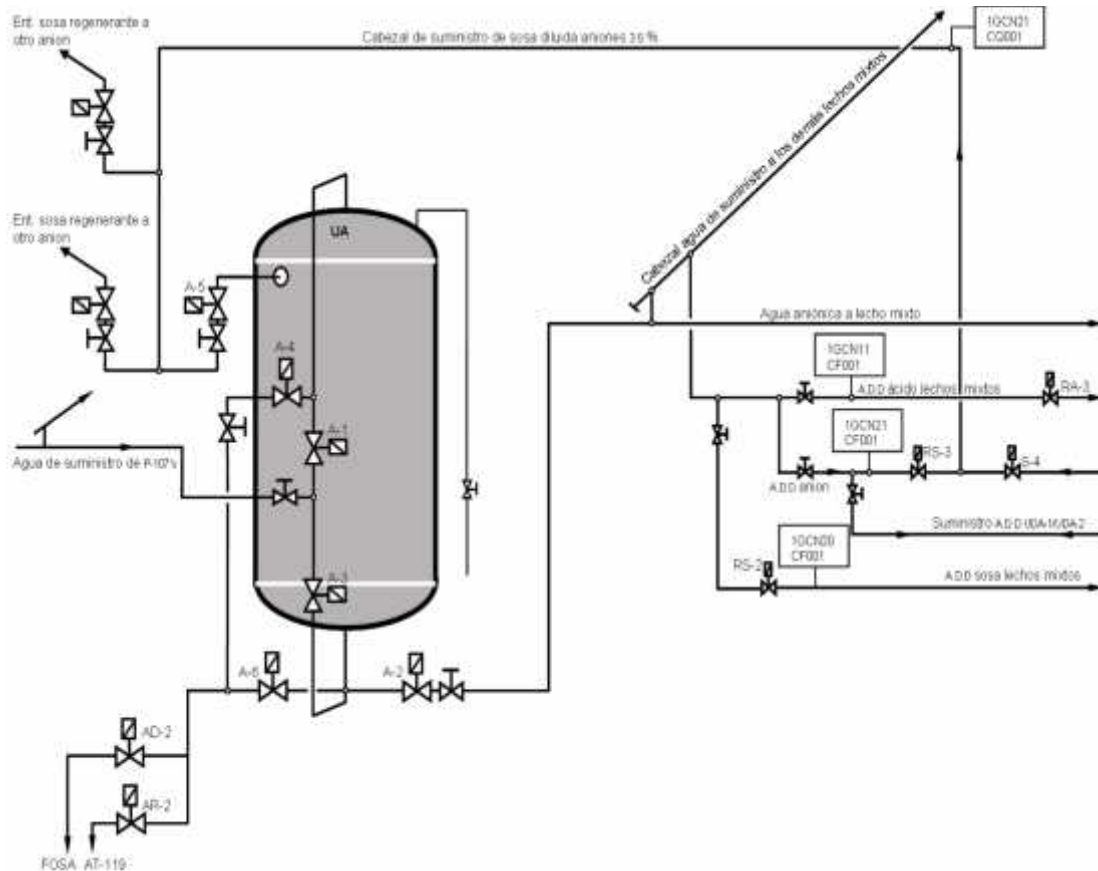 Ent. sosa regenerante a
otro anion
Cabezal de suministro de sosa diluida aniones 3.5 %
1GCN21
CQ001
Cabezal agua de suministro a los demás lechos mixtos
UA
Ent. sosa regenerante a
otro anion
A-5
A-4
A-1
Agua de suministro de P-107's
A-3
Agua aniónica a lecho mixto
1GCN11
CF001
A.D.D ácido lechos mixtos
RA-3
1GCN21
CF001
RS-3
S-4
A.D.D anion
Suministro A.D.D
1GCN20
CF001
RS-2
A.D.D sosa lechos mixtos
A-6
A-2
AD-2
AR-2
FOSA
AT-119